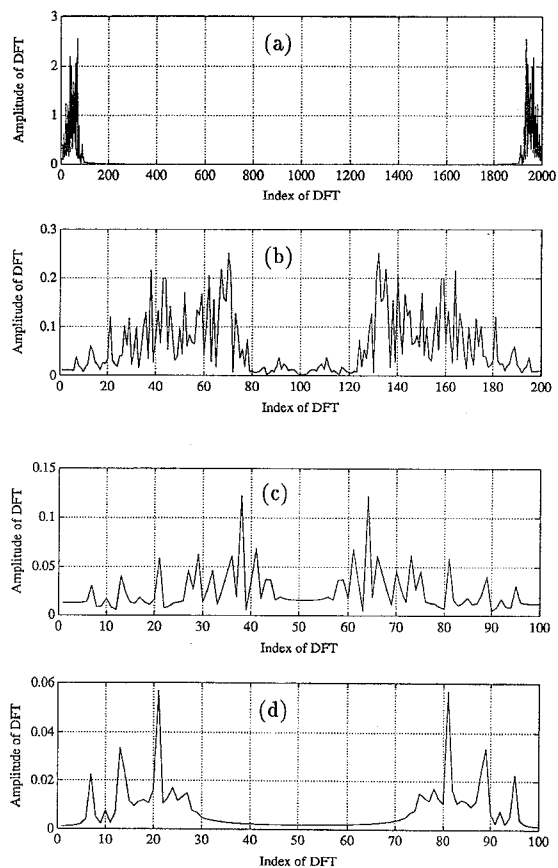 3
2
1
0
Amplitude of DFT
(a)
0 200 400 600 800 1000 1200 1400 1600 1800 2000
Index of DFT
0.3
0.2
0.1
0
Amplitude of DFT
(b)
0 20 40 60 80 100 120 140 160 180 200
Index of DFT
0.15
0.1
0.05
0
Amplitude of DFT
(c)
0 10 20 30 40 50 60 70 80 90 100
Index of DFT
0.06
0.04
0.02
0
Amplitude of DFT
(d)
0 10 20 30 40 50 60 70 80 90 100
Index of DFT